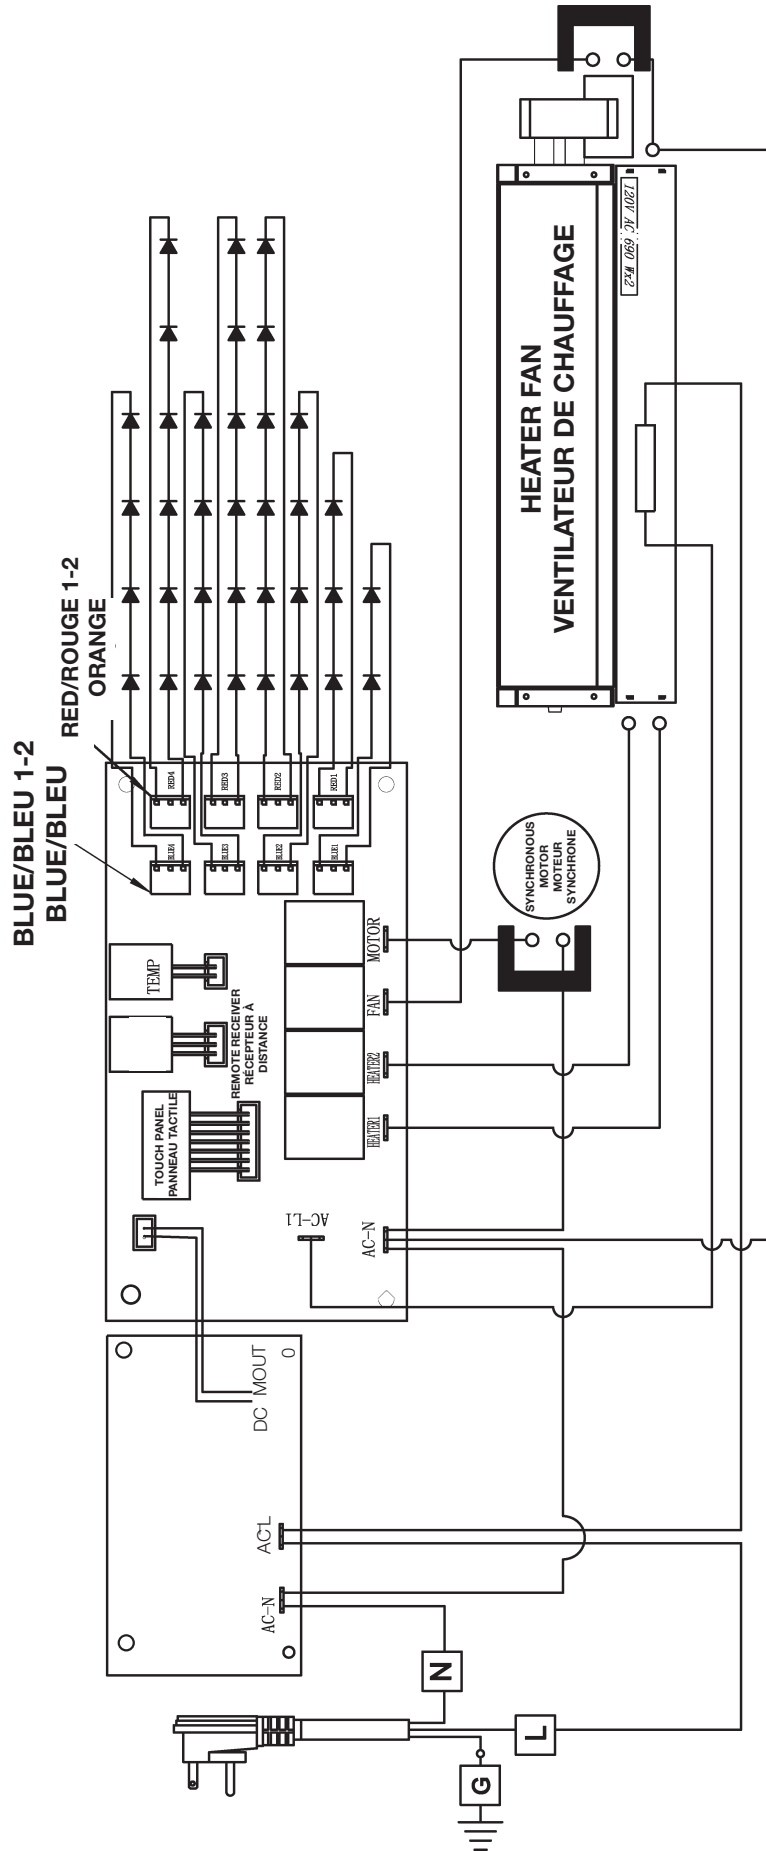 BLUE/BLEU 1-2
BLUE/BLEU
RED/ROUGE 1-2
ORANGE
RED4
RED3
RED2
RED1
BLUE4
BLUE3
BLUE2
BLUE1
120V AC 690 Wx2
HEATER FAN
VENTILATEUR DE CHAUFFAGE
SYNCHRONOUS
MOTOR
MOTEUR
SYNCHRONE
TEMP
REMOTE RECEIVER
RÉCEPTEUR À
DISTANCE
TOUCH PANEL
PANNEAU TACTILE
MOTOR
FAN
HEATER2
HEATER1
AC-L1
AC-N
DC MOUT
0
AC L
AC-N
N
L
G